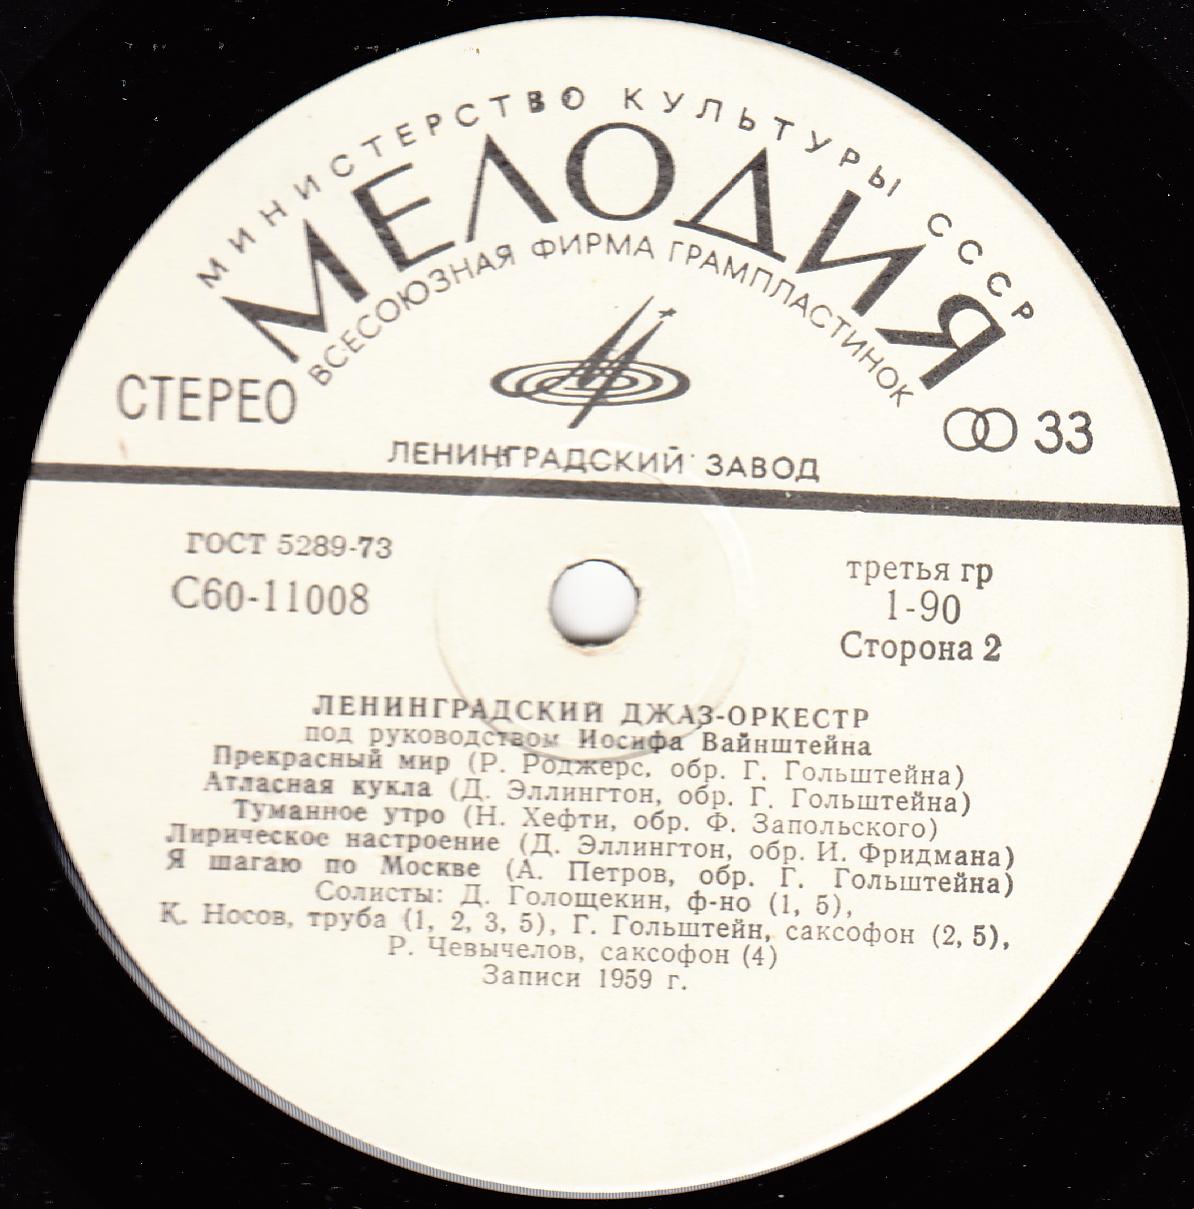 МИНИСТЕРСТВО КУЛЬТУРЫ СССР
МЕЛОДИЯ
ВСЕСОЮЗНАЯ ФИРМА ГРАМПЛАСТИНОК
СТЕРЕО
33
ЛЕНИНГРАДСКИЙ ЗАВОД
ГОСТ 5289-73
С60-11008
третья гр
1-90
Сторона 2
ЛЕНИНГРАДСКИЙ ДЖАЗ-ОРКЕСТР
под руководством Иосифа Вайнштейна
Прекрасный мир (Р. Роджерс, обр. Г. Гольштейна)
Атласная кукла (Д. Эллингтон, обр. Г. Гольштейна)
Туманное утро (Н. Хефти, обр. Ф. Запольского)
Лирическое настроение (Д. Эллингтон, обр. И. Фридмана)
Я шагаю по Москве (А. Петров, обр. Г. Гольштейна)
Солисты: Д. Голощекин, ф-но (1, 5),
К. Носов, труба (1, 2, 3, 5), Г. Гольштейн, саксофон (2, 5),
Р. Чевычелов, саксофон (4)
Записи 1959 г.